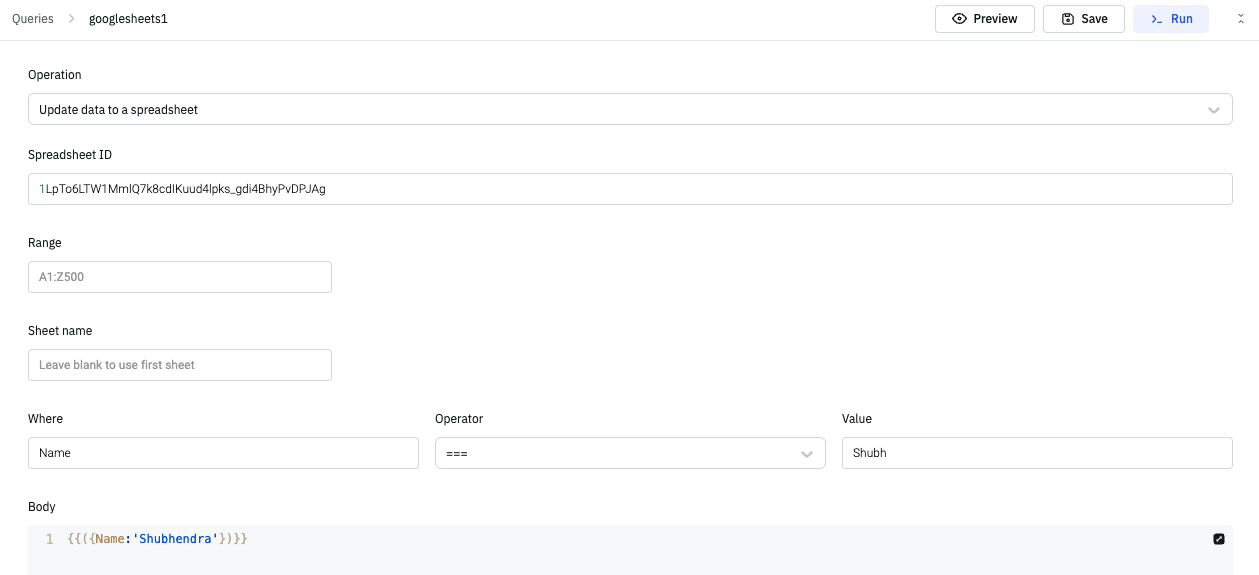 Queries > googlesheets1 Preview Save >_ Run
Operation
Update data to a spreadsheet
Spreadsheet ID
1LpTo6LTW1MmlQ7k8cdlKuud4lpks_gdi4BhyPvDPJAg
Range
A1:Z500
Sheet name
Leave blank to use first sheet
Where Operator Value
Name === Shubh
Body
1 {{({Name:'Shubhendra'})}}